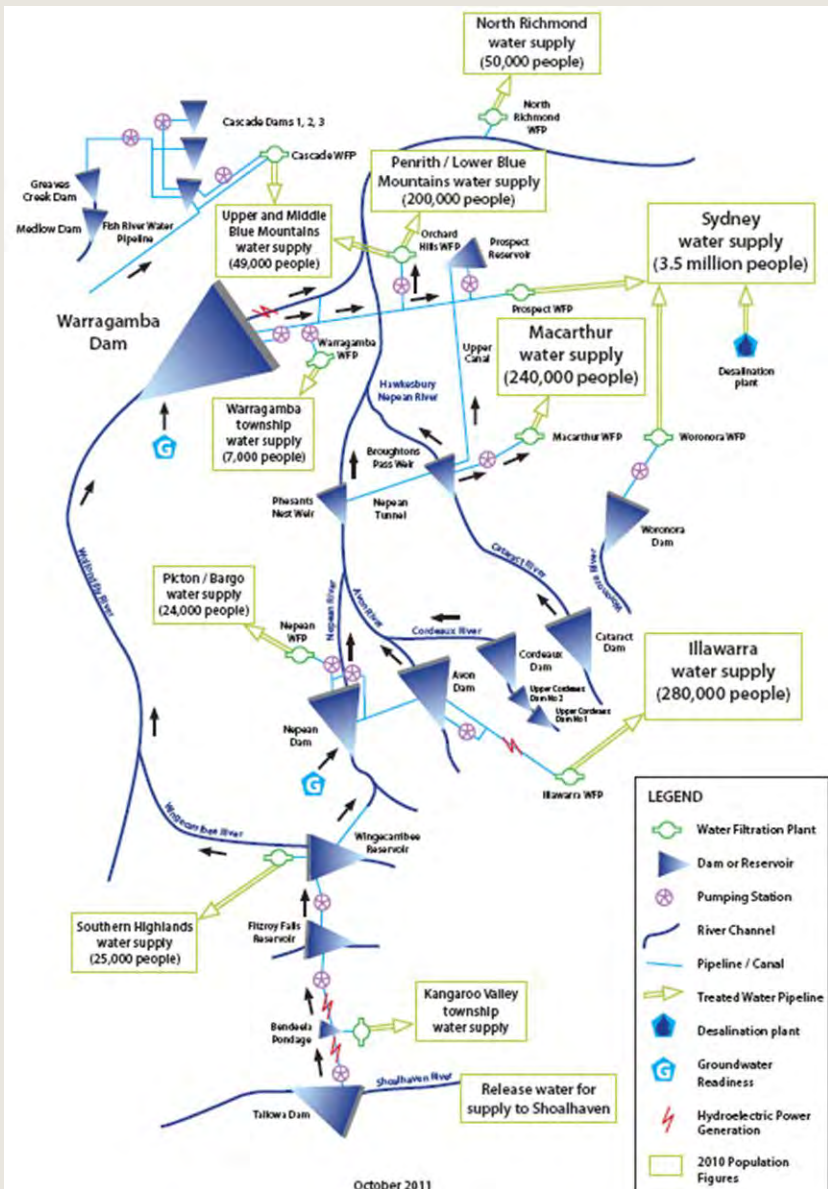 North Richmond
water supply
(50,000 people)
North
Richmond
WFP
Cascade Dams 1, 2, 3
Cascade WFP
Greaves
Creek Dam
Medlow Dam
Fish River Water
Pipeline
Penrith / Lower Blue
Mountains water supply
(200,000 people)
Upper and Middle
Blue Mountains
water supply
(49,000 people)
Orchard
Hills WFP
Prospect
Reservoir
Sydney
water supply
(3.5 million people)
Warragamba
Dam
Prospect WFP
Warragamba
WFP
Upper
Canal
Macarthur
water supply
(240,000 people)
Desalination
plant
Hawkesbury
Nepean River
Warragamba
township
water supply
(7,000 people)
Broughtons
Pass Weir
Macarthur WFP
Woronora WFP
Phesants
Nest Weir
Nepean
Tunnel
Woronora
Dam
Woronora River
Cataract River
Wollondilly River
Picton / Bargo
water supply
(24,000 people)
Nepean
WFP
Nepean River
Avon River
Cordeaux River
Cordeaux
Dam
Cataract
Dam
Illawarra
water supply
(280,000 people)
Avon
Dam
Upper Cordeaux
Dam No 2
Upper Cordeaux
Dam No 1
Nepean
Dam
G
G
Illawarra WFP
Wingecarribee River
Wingecarribee
Reservoir
Southern Highlands
water supply
(25,000 people)
Fitzroy Falls
Reservoir
Kangaroo Valley
township
water supply
Bendeela
Pondage
Shoalhaven River
Tallowa Dam
Release water for
supply to Shoalhaven
LEGEND
Water Filtration Plant
Dam or Reservoir
Pumping Station
River Channel
Pipeline / Canal
Treated Water Pipeline
Desalination plant
G
Groundwater
Readiness
Hydroelectric Power
Generation
2010 Population
Figures
October 2011